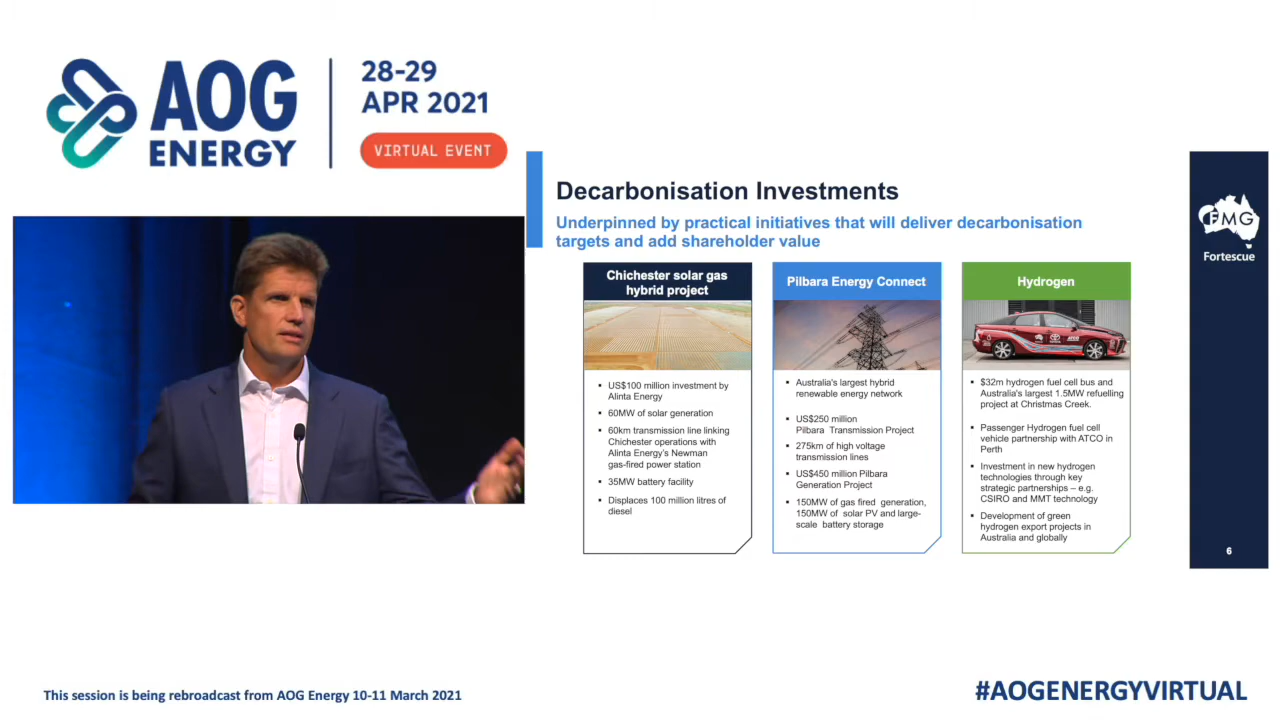 AOG
ENERGY
28-29
APR 2021
VIRTUAL EVENT
Decarbonisation Investments
Underpinned by practical initiatives that will deliver decarbonisation
targets and add shareholder value
Chichester solar gas
hybrid project
▪ US$100 million investment by
Alinta Energy
▪ 60MW of solar generation
▪ 60km transmission line linking
Chichester operations with
Alinta Energy's Newman
gas-fired power station
▪ 35MW battery facility
▪ Displaces 100 million litres of
diesel
Pilbara Energy Connect
▪ Australia's largest hybrid
renewable energy network
▪ US$250 million
Pilbara Transmission Project
▪ 275km of high voltage
transmission lines
▪ US$450 million Pilbara
Generation Project
▪ 150MW of gas fired generation,
150MW of solar PV and large-
scale battery storage
Hydrogen
TOYOTA
ATCO
▪ $32m hydrogen fuel cell bus and
Australia's largest 1.5MW refuelling
project at Christmas Creek.
▪ Passenger Hydrogen fuel cell
vehicle partnership with ATCO in
Perth
▪ Investment in new hydrogen
technologies through key
strategic partnerships – e.g.
CSIRO and MMT technology
▪ Development of green
hydrogen export projects in
Australia and globally
FMG
Fortescue
6
This session is being rebroadcast from AOG Energy 10-11 March 2021
#AOGENERGYVIRTUAL